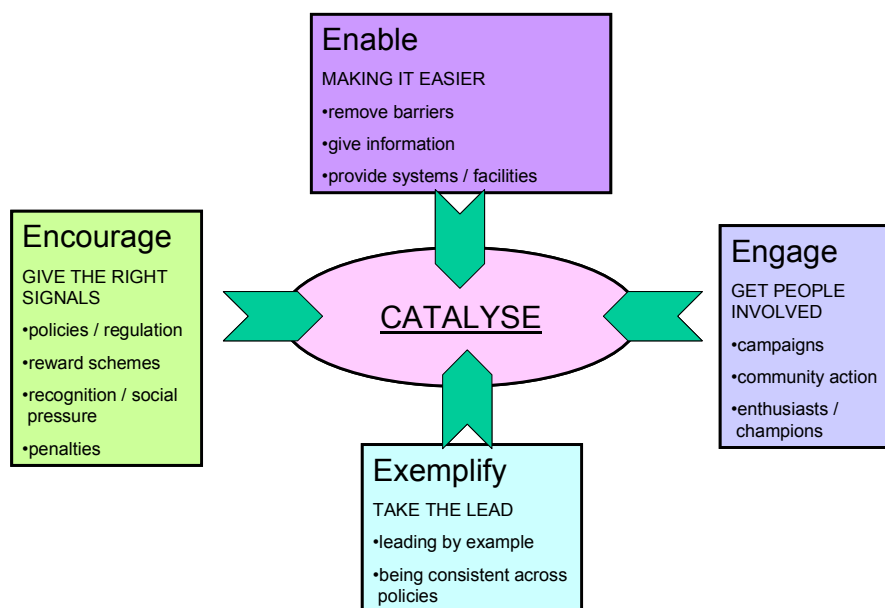 Enable
MAKING IT EASIER
•remove barriers
•give information
•provide systems / facilities
Encourage
GIVE THE RIGHT
SIGNALS
•policies / regulation
•reward schemes
•recognition / social
pressure
•penalties
CATALYSE
Engage
GET PEOPLE
INVOLVED
•campaigns
•community action
•enthusiasts /
champions
Exemplify
TAKE THE LEAD
•leading by example
•being consistent across
policies